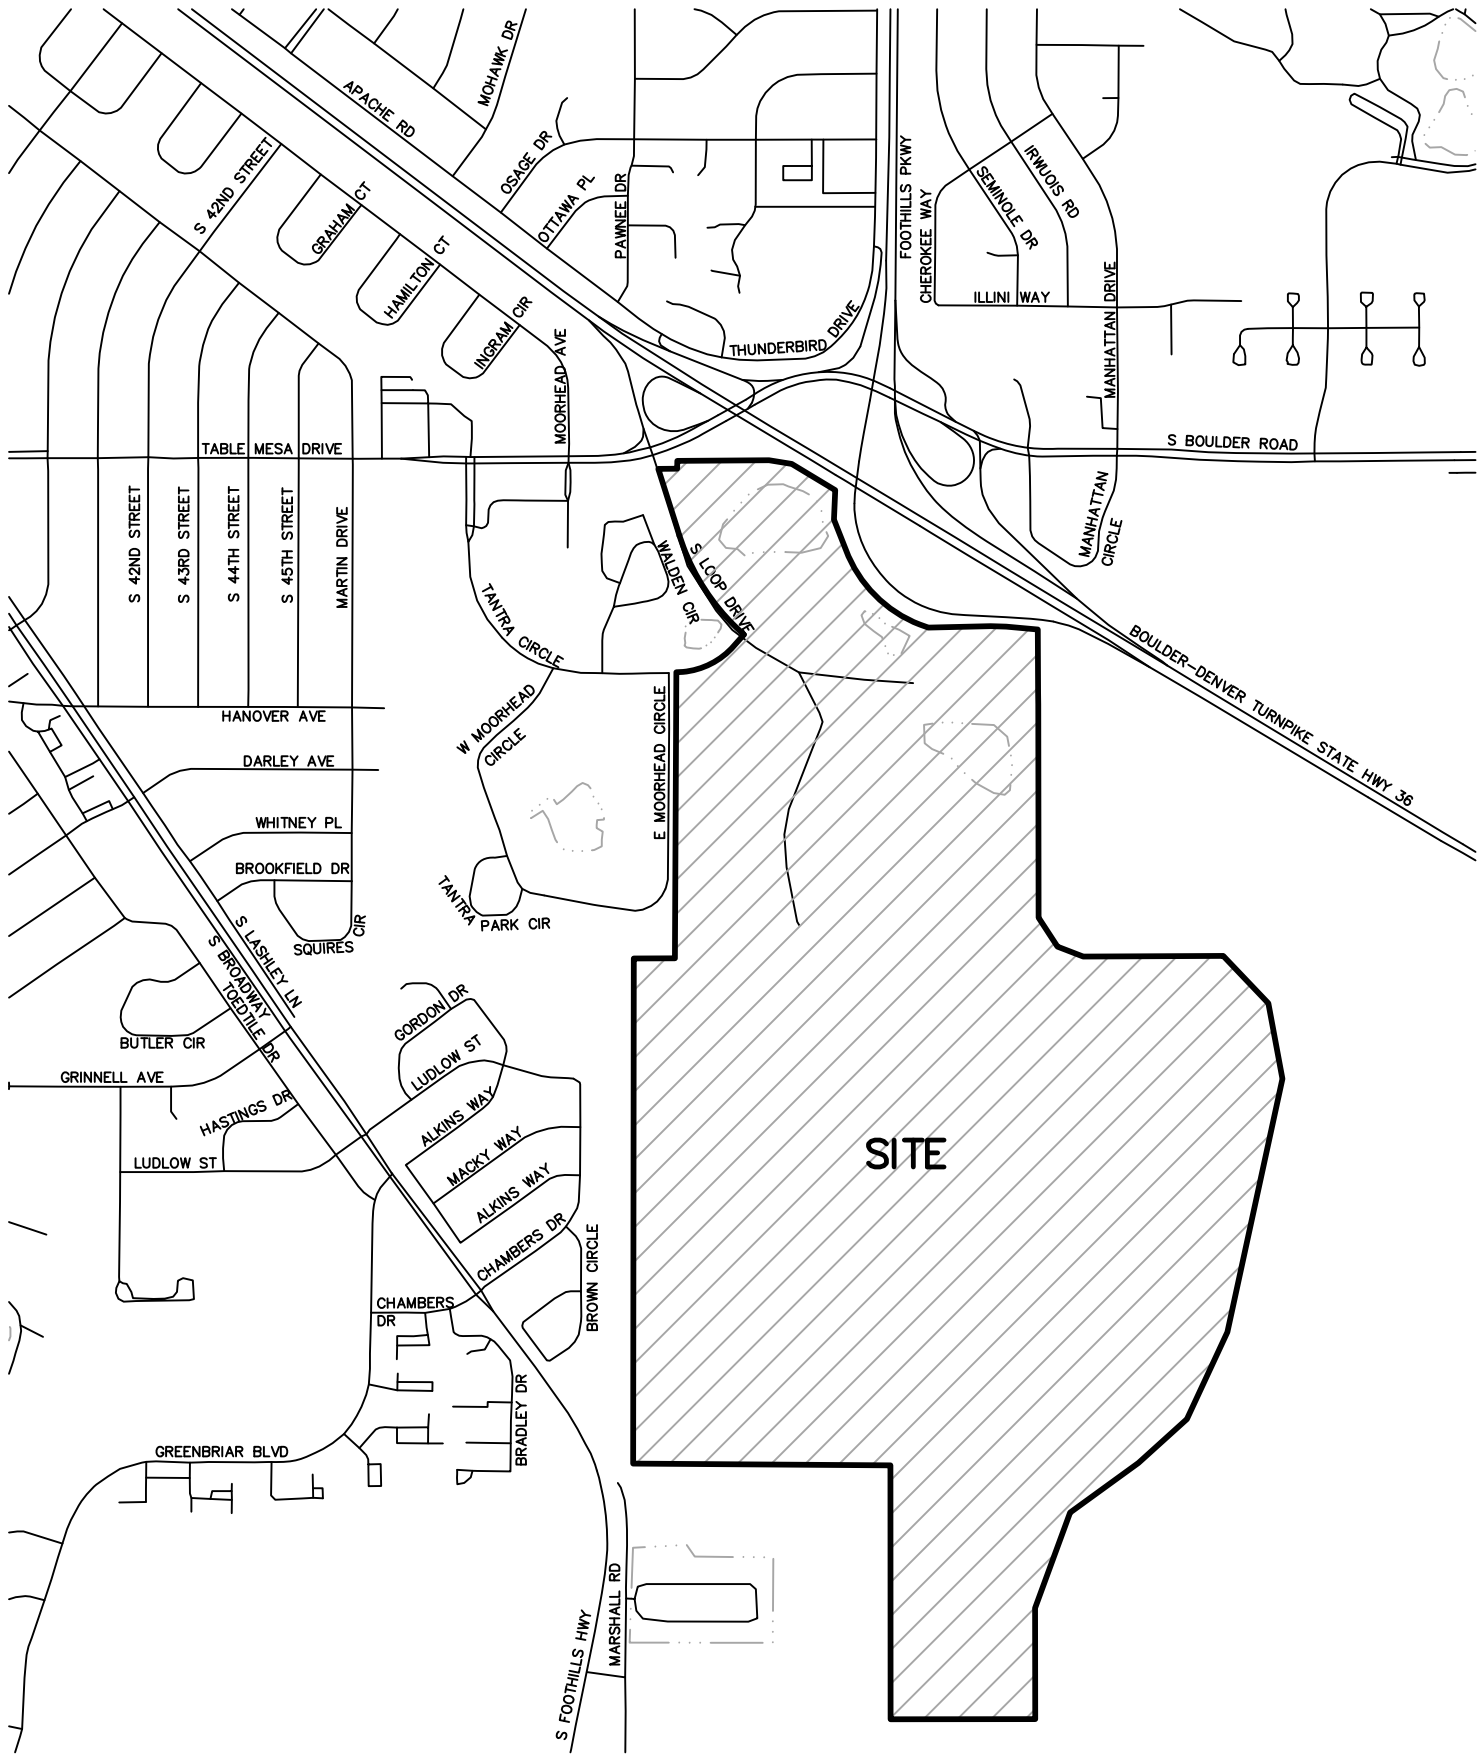 MOHAWK DR
APACHE RD
OSAGE DR
OTTAWA PL
PAWNEE DR
S 42ND STREET
GRAHAM CT
HAMILTON CT
INGRAM CIR
MOORHEAD AVE
FOOTHILLS PKWY
CHEROKEE WAY
SEMINOLE DR
IRWUOIS RD
ILLINI WAY
MANHATTAN DRIVE
THUNDERBIRD DRIVE
TABLE MESA DRIVE
S BOULDER ROAD
S 42ND STREET
S 43RD STREET
S 44TH STREET
S 45TH STREET
MARTIN DRIVE
MANHATTAN
CIRCLE
WALDEN CIR
S LOOP DRIVE
TANTRA CIRCLE
BOULDER-DENVER TURNPIKE STATE HWY 36
W MOORHEAD
CIRCLE
E MOORHEAD CIRCLE
HANOVER AVE
DARLEY AVE
WHITNEY PL
BROOKFIELD DR
SQUIRES CIR
TANTRA
PARK CIR
S LASHLEY LN
S BROADWAY
TOEDTILE DR
BUTLER CIR
GRINNELL AVE
HASTINGS DR
LUDLOW ST
GORDON DR
LUDLOW ST
ALKINS WAY
MACKY WAY
ALKINS WAY
CHAMBERS DR
BROWN CIRCLE
CHAMBERS
DR
BRADLEY DR
GREENBRIAR BLVD
SITE
S FOOTHILLS HWY
MARSHALL RD